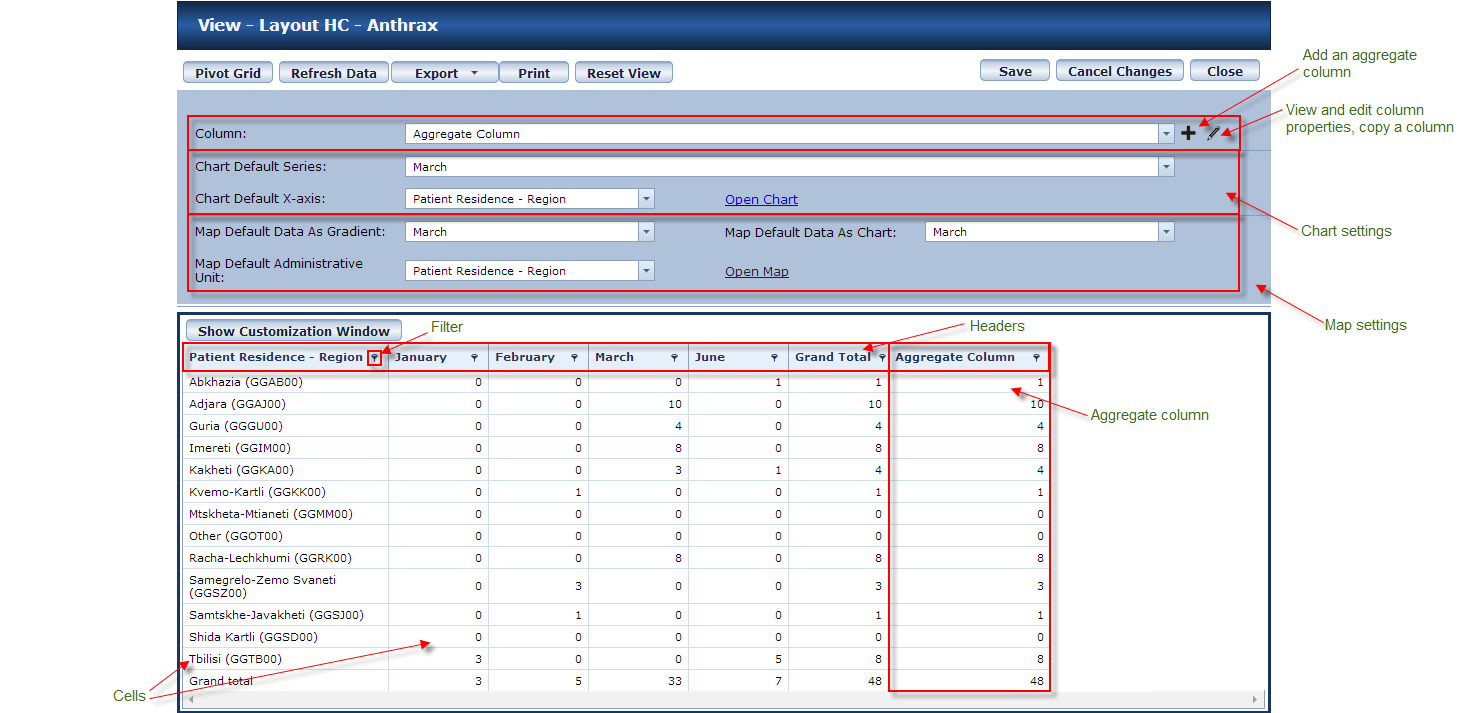 View - Layout HC - Anthrax
Pivot Grid Refresh Data Export Print Reset View Save Cancel Changes Close
Add an aggregate
column
View and edit column
properties, copy a column
Column: Aggregate Column
Chart Default Series: March
Chart Default X-axis: Patient Residence - Region Open Chart
Chart settings
Map Default Data As Gradient: March Map Default Data As Chart: March
Map Default Administrative
Unit: Patient Residence - Region Open Map
Map settings
Show Customization Window Filter Headers
Patient Residence - Region January February March June Grand Total Aggregate Column
Abkhazia (GGAB00) 0 0 0 1 1 1
Adjara (GGAJ00) 0 0 10 0 10 10
Aggregate column
Guria (GGGU00) 0 0 4 0 4 4
Imereti (GGIM00) 0 0 8 0 8 8
Kakheti (GGKA00) 0 0 3 1 4 4
Kvemo-Kartli (GGKK00) 0 1 0 0 1 1
Mtskheta-Mtianeti (GGMM00) 0 0 0 0 0 0
Other (GGOT00) 0 0 0 0 0 0
Racha-Lechkhumi (GGRK00) 0 0 8 0 8 8
Samegrelo-Zemo Svaneti
(GGSZ00) 0 3 0 0 3 3
Samtskhe-Javakheti (GGSJ00) 0 1 0 0 1 1
Shida Kartli (GGSD00) 0 0 0 0 0 0
Tbilisi (GGTB00) 3 0 0 5 8 8
Grand total 3 5 33 7 48 48
Cells